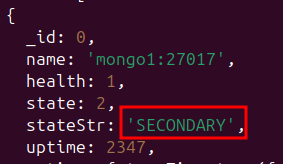 {
_id: 0,
name: 'mongo1:27017',
health: 1,
state: 2,
stateStr: 'SECONDARY',
uptime: 2347,